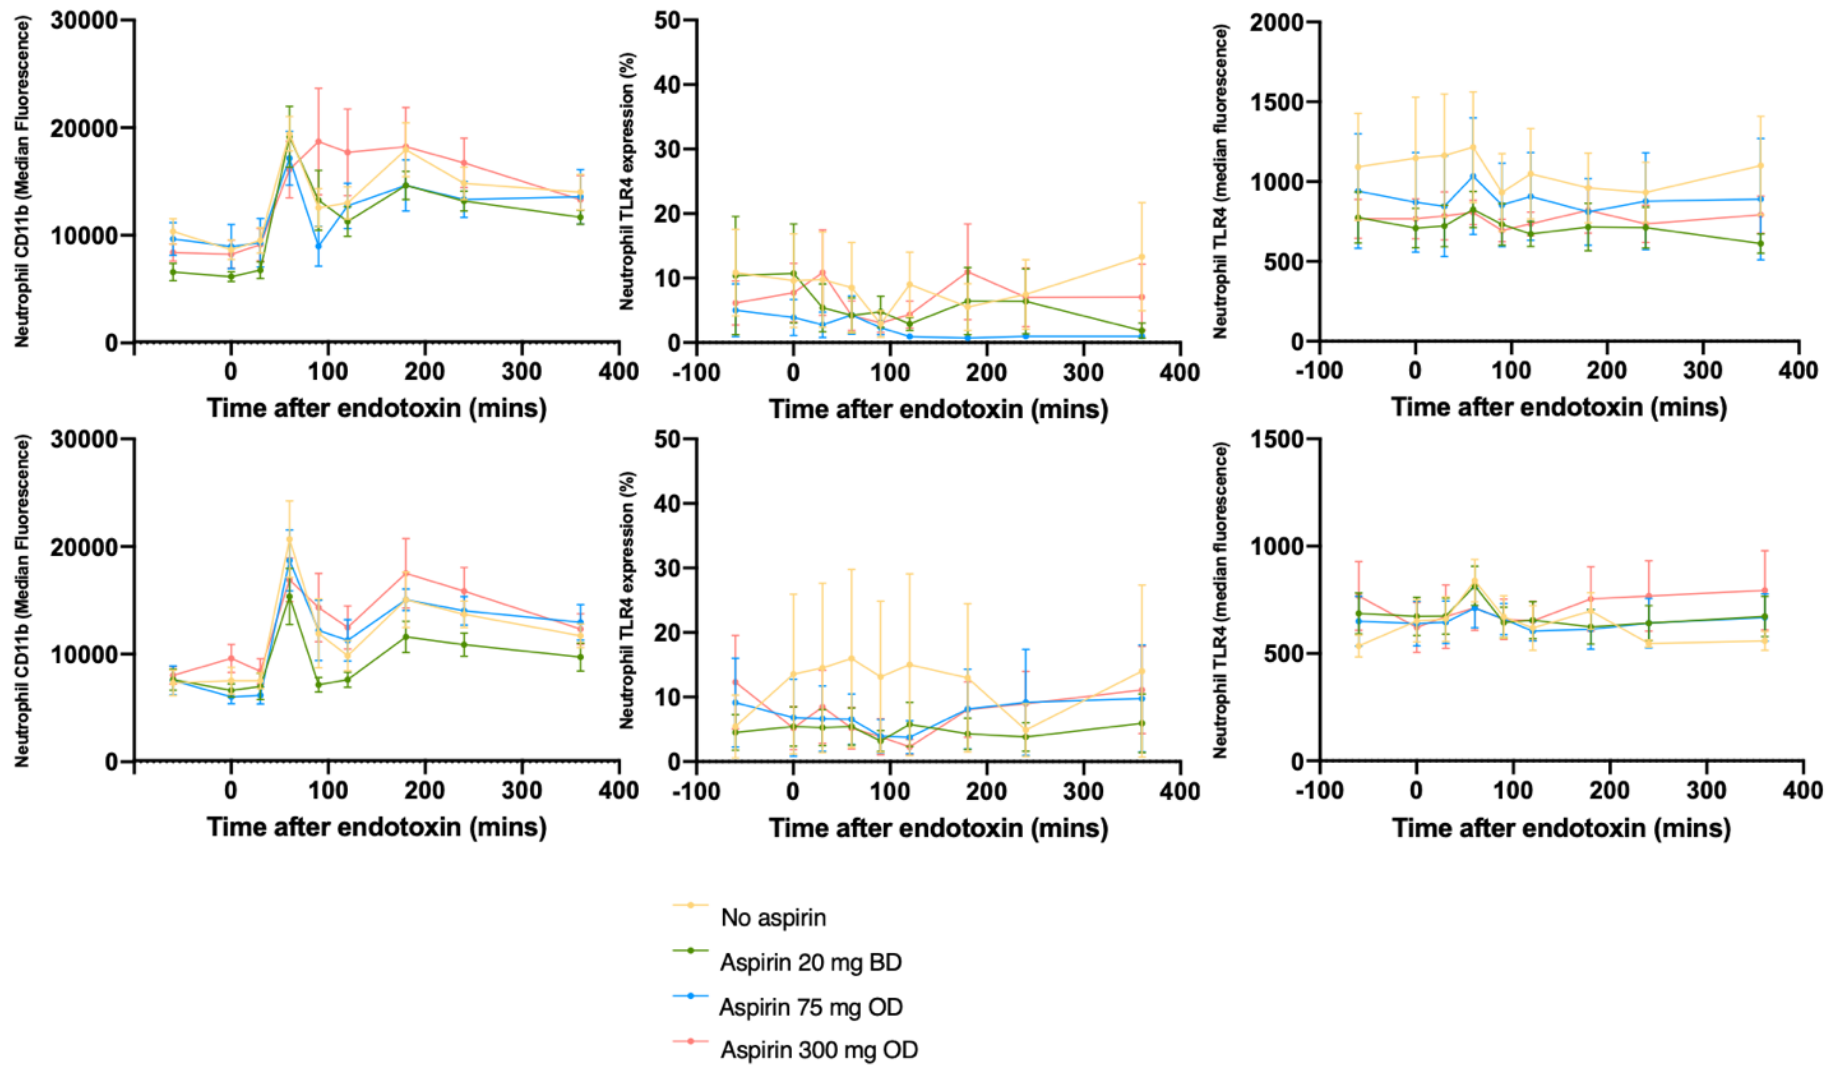 Neutrophil CD11b (Median Fluorescence)
30000
20000
10000
0
0 100 200 300 400
Time after endotoxin (mins)
Neutrophil TLR4 expression (%)
50
40
30
20
10
0
-100 0 100 200 300 400
Time after endotoxin (mins)
Neutrophil TLR4 (median fluorescence)
2000
1500
1000
500
0
-100 0 100 200 300 400
Time after endotoxin (mins)
Neutrophil CD11b (Median Fluorescence)
30000
20000
10000
0
0 100 200 300 400
Time after endotoxin (mins)
Neutrophil TLR4 expression (%)
50
40
30
20
10
0
-100 0 100 200 300 400
Time after endotoxin (mins)
Neutrophil TLR4 (median fluorescence)
1500
1000
500
0
-100 0 100 200 300 400
Time after endotoxin (mins)
No aspirin
Aspirin 20 mg BD
Aspirin 75 mg OD
Aspirin 300 mg OD